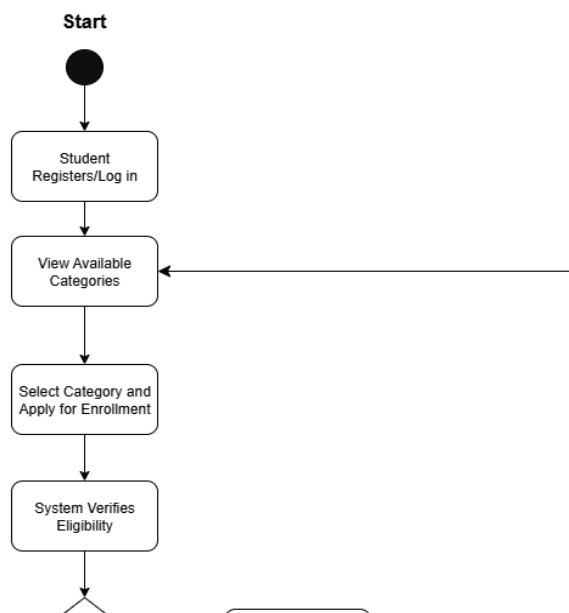 Start
Student
Registers/Log in
View Available
Categories
Select Category and
Apply for Enrollment
System Verifies
Eligibility